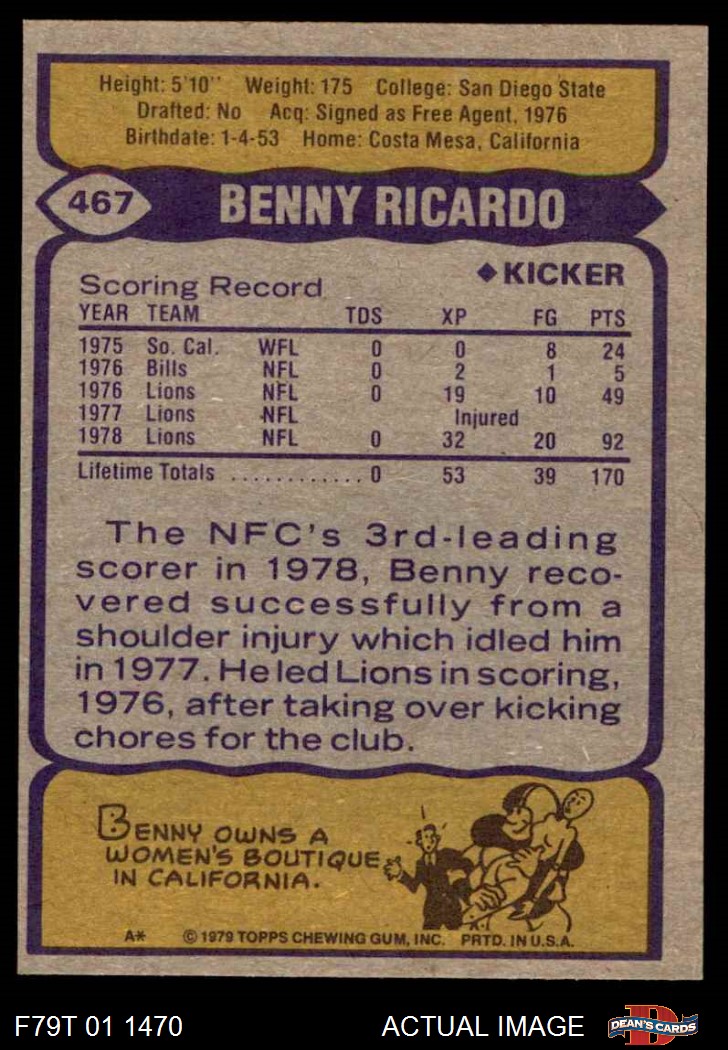 Height: 5'10" Weight: 175 College: San Diego State
Drafted: No Acq: Signed as Free Agent, 1976
Birthdate: 1-4-53 Home: Costa Mesa, California
467 BENNY RICARDO
◆KICKER
Scoring Record
YEAR TEAM TDS XP FG PTS
1975 So. Cal. WFL 0 0 8 24
1976 Bills NFL 0 2 1 5
1976 Lions NFL 0 19 10 49
1977 Lions NFL Injured
1978 Lions NFL 0 32 20 92
Lifetime Totals ............ 0 53 39 170
The NFC's 3rd-leading
scorer in 1978, Benny reco-
vered successfully from a
shoulder injury which idled him
in 1977. He led Lions in scoring,
1976, after taking over kicking
chores for the club.
BENNY OWNS A
WOMEN'S BOUTIQUE
IN CALIFORNIA.
A* © 1979 TOPPS CHEWING GUM, INC. PRTD. IN U.S.A.
F79T 01 1470 ACTUAL IMAGE DEAN'S CARDS